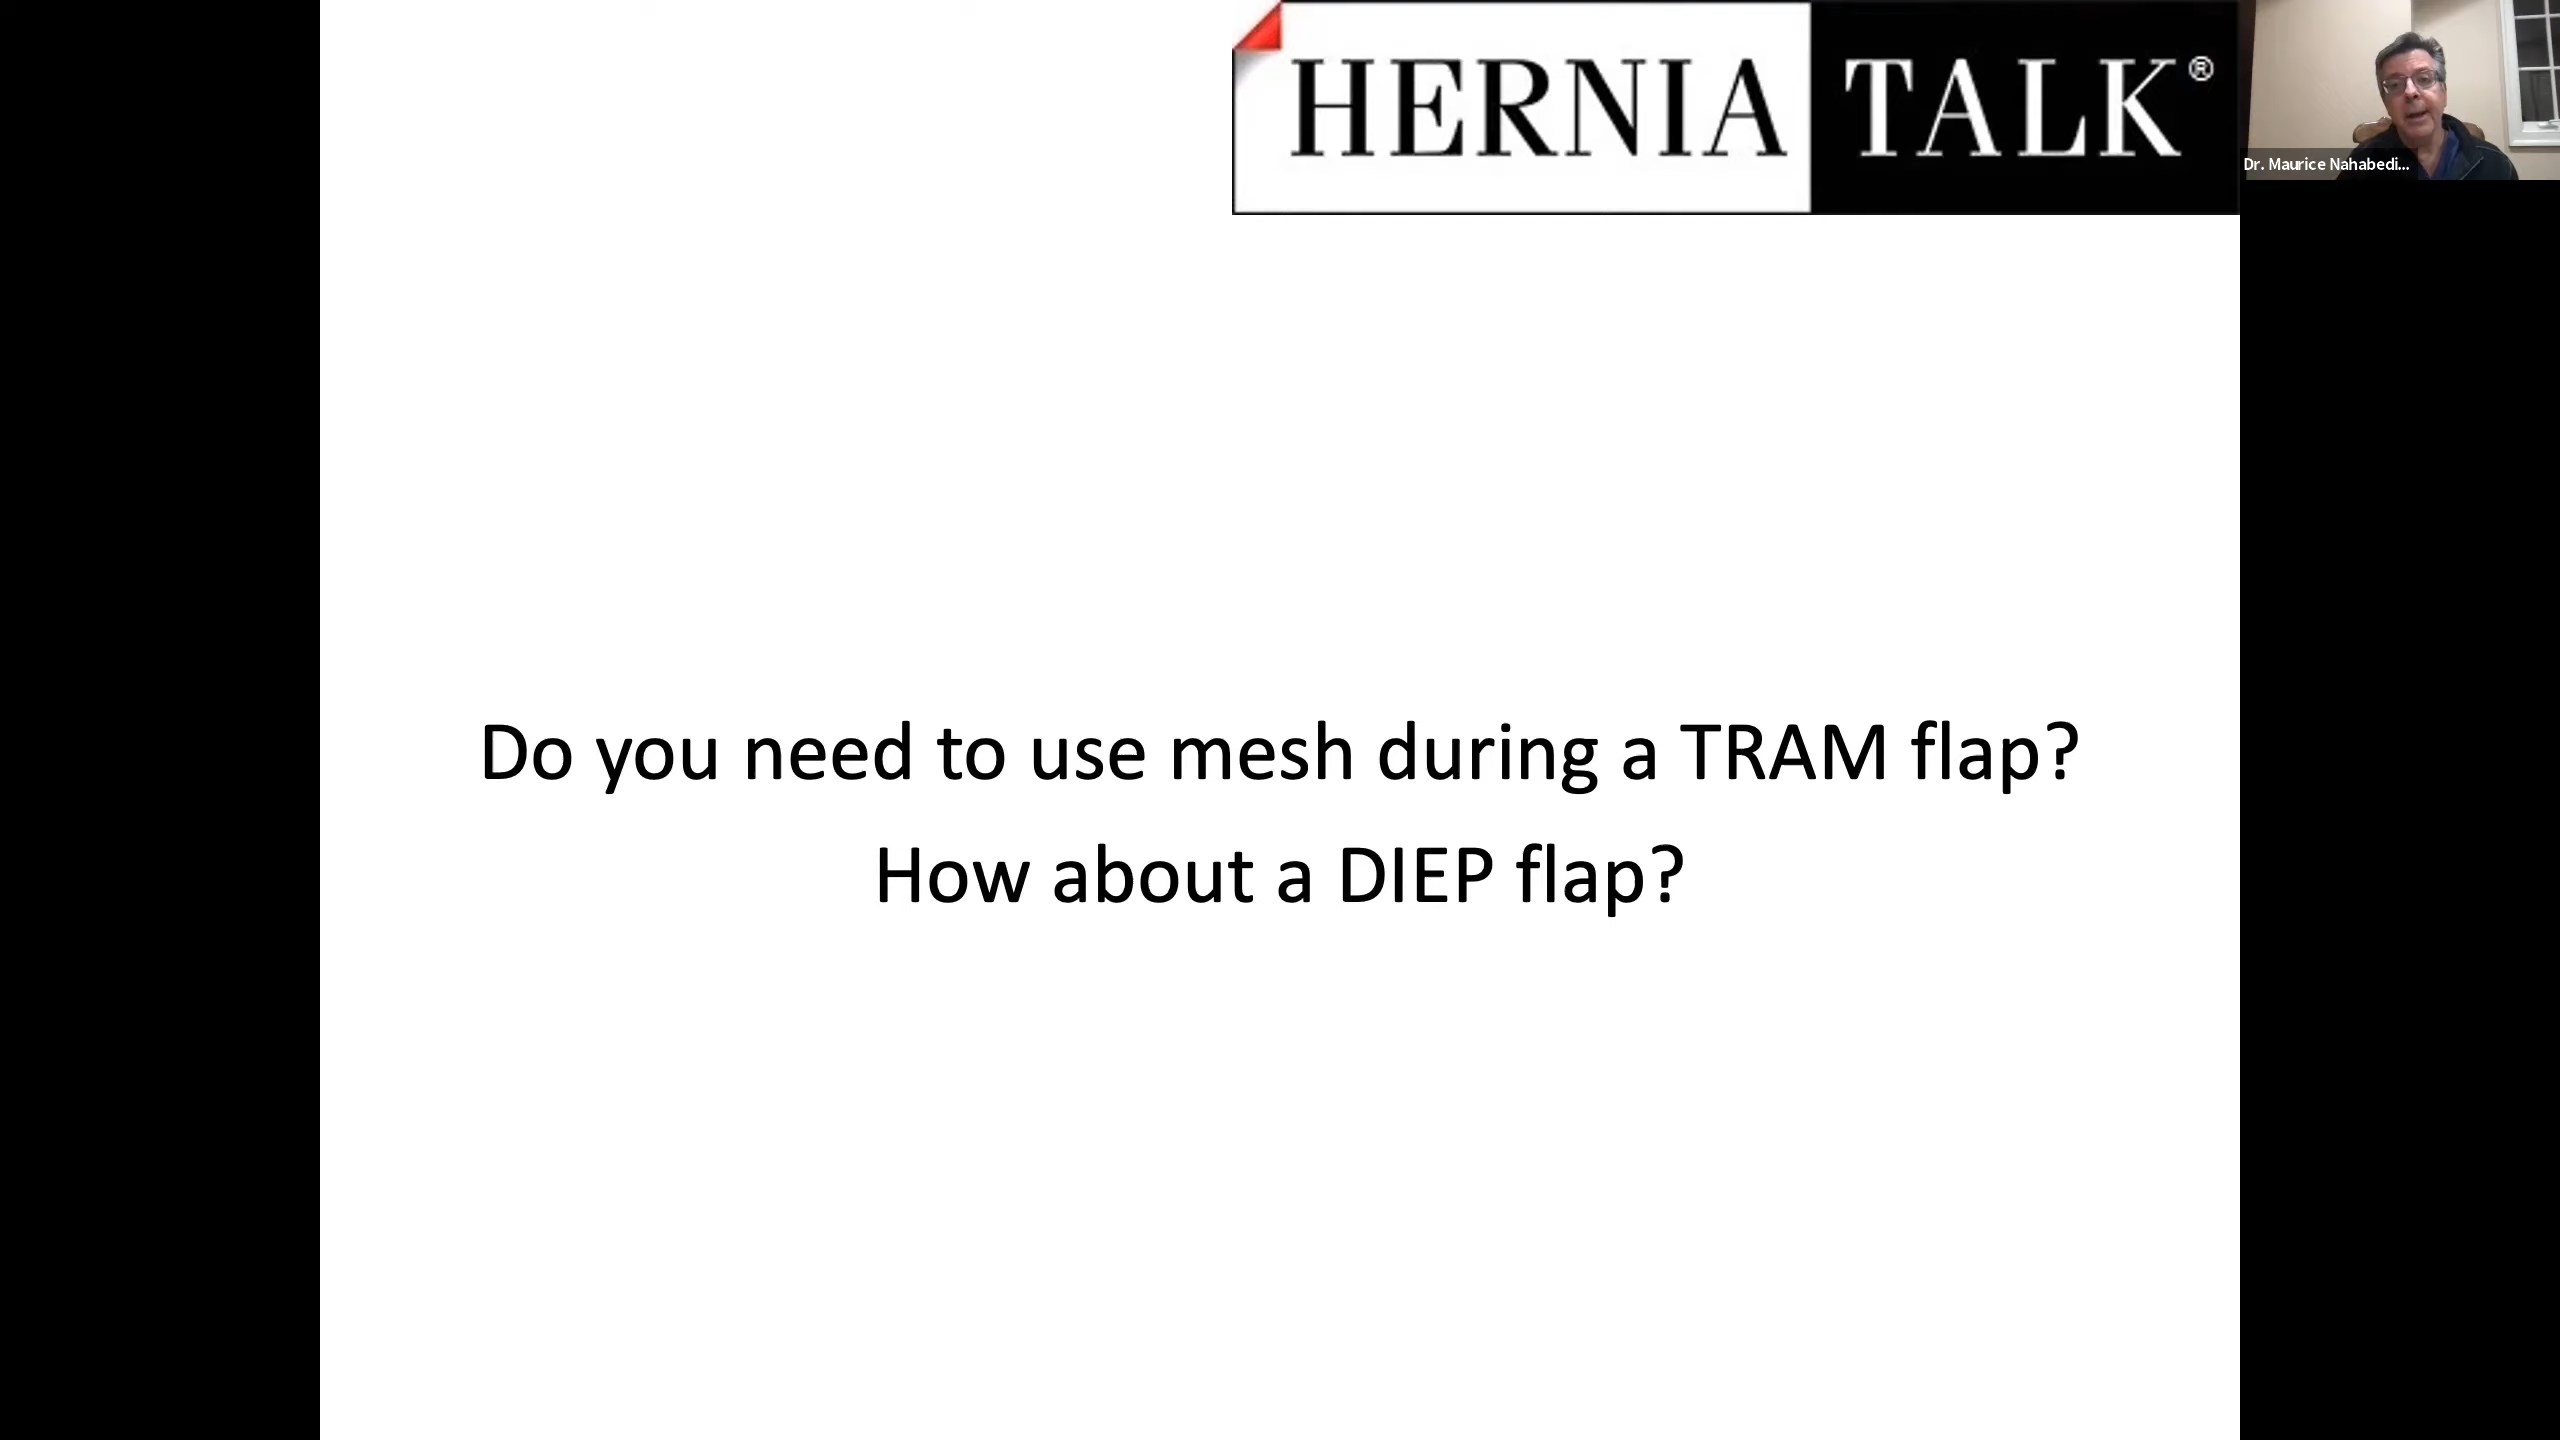 HERNIA TALK®
Dr. Maurice Nahabedi...
Do you need to use mesh during a TRAM flap?
How about a DIEP flap?